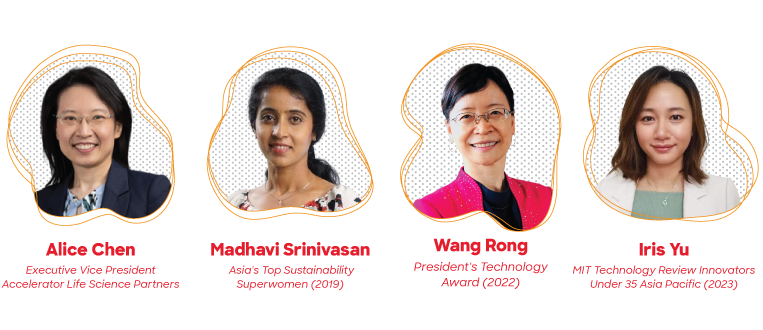 Alice Chen
Executive Vice President
Accelerator Life Science Partners
Madhavi Srinivasan
Asia's Top Sustainability
Superwomen (2019)
Wang Rong
President's Technology
Award (2022)
Iris Yu
MIT Technology Review Innovators
Under 35 Asia Pacific (2023)